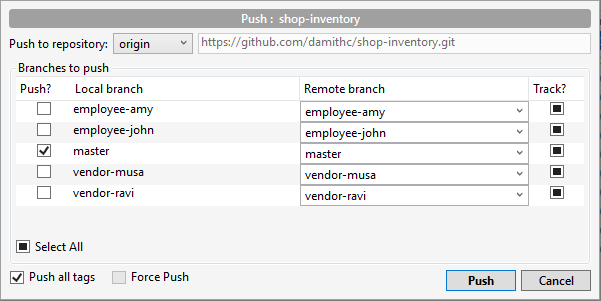 Push : shop-inventory
Push to repository: origin https://github.com/damithc/shop-inventory.git
Branches to push
Push? Local branch Remote branch Track?
employee-amy employee-amy
employee-john employee-john
master master
vendor-musa vendor-musa
vendor-ravi vendor-ravi
Select All
Push all tags Force Push Push Cancel